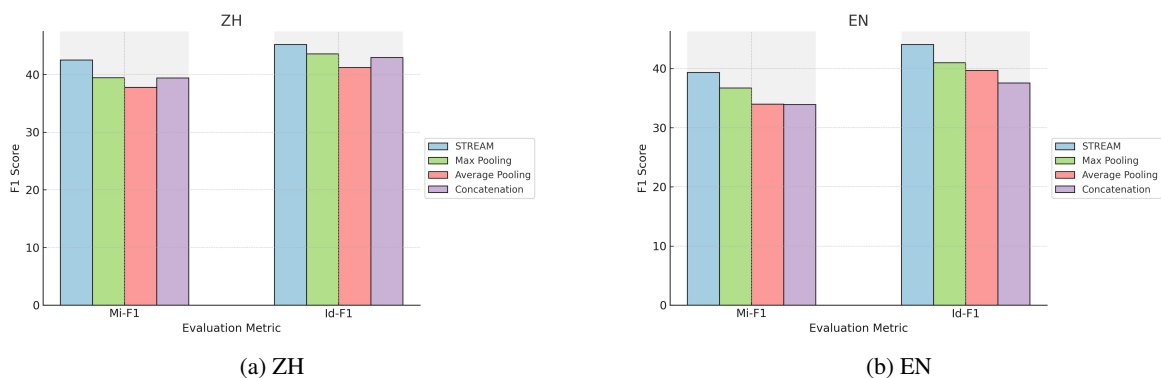 ZH
F1 Score
40
30
20
10
0
Mi-F1
Id-F1
Evaluation Metric
STREAM
Max Pooling
Average Pooling
Concatenation
(a) ZH
EN
F1 Score
40
30
20
10
0
Mi-F1
Id-F1
Evaluation Metric
STREAM
Max Pooling
Average Pooling
Concatenation
(b) EN